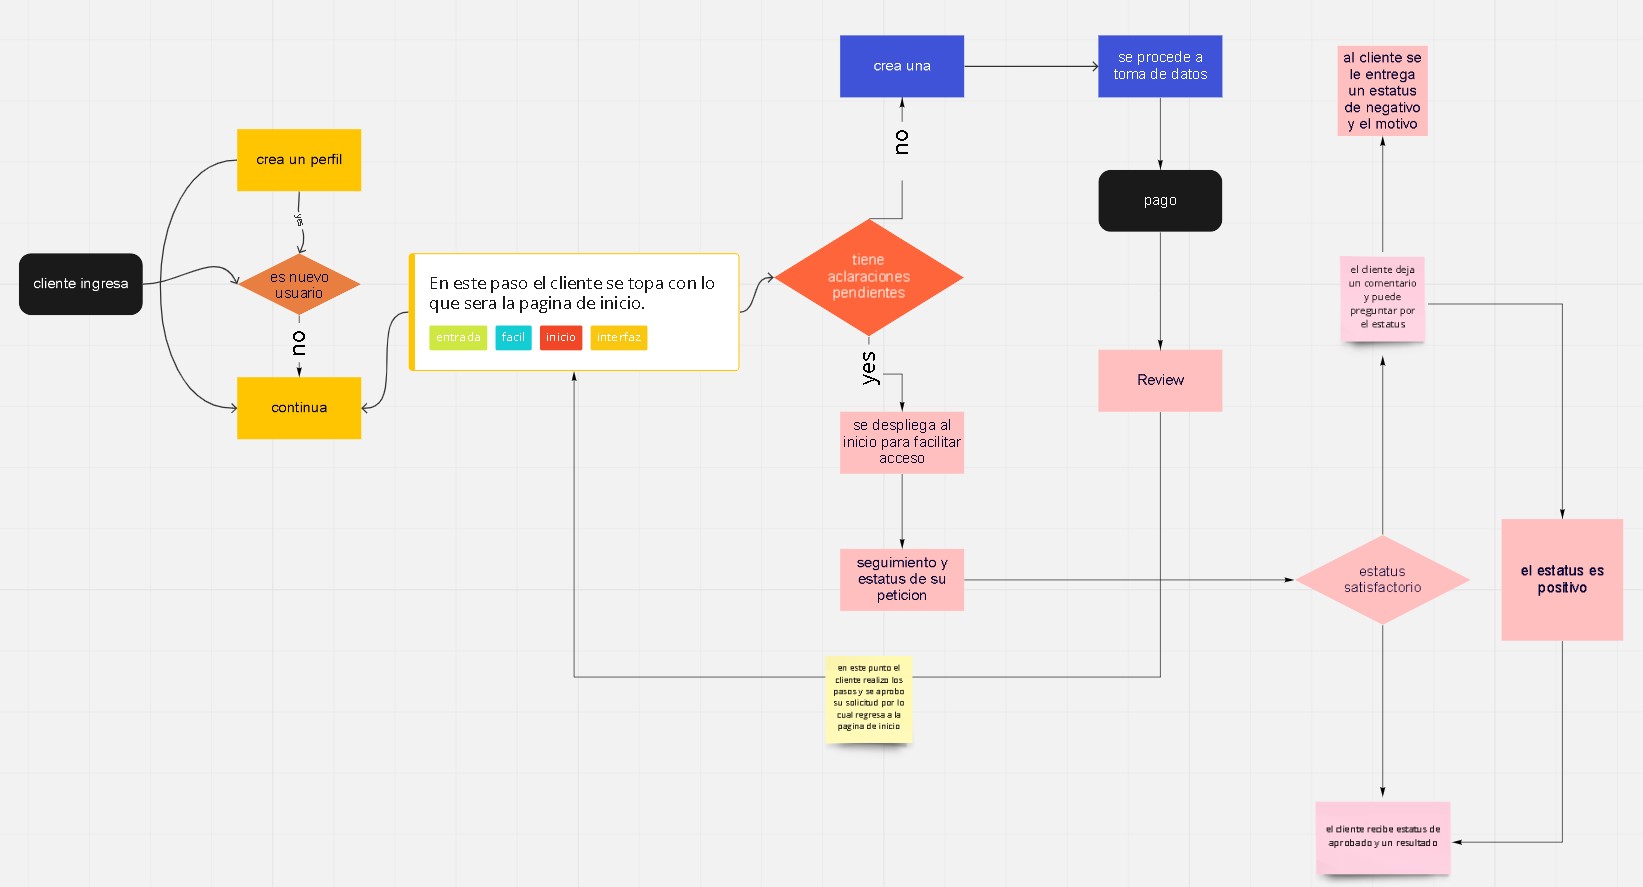 crea una
se procede a
toma de datos
al cliente se
le entrega
un estatus
de negativo
y el motivo
no
crea un perfil
pago
yes
cliente ingresa
es nuevo
usuario
no
continua
En este paso el cliente se topa con lo
que sera la pagina de inicio.
entrada facil inicio interfaz
tiene
aclaraciones
pendientes
yes
el cliente deja
un comentario
y puede
preguntar por
el estatus
Review
se despliega al
inicio para facilitar
acceso
seguimiento y
estatus de su
peticion
estatus
satisfactorio
el estatus es
positivo
en este punto el
cliente realizo los
pasos y se aprobo
su solicitud por lo
cual regresa a la
pagina de inicio
el cliente recibe estatus de
aprobado y un resultado